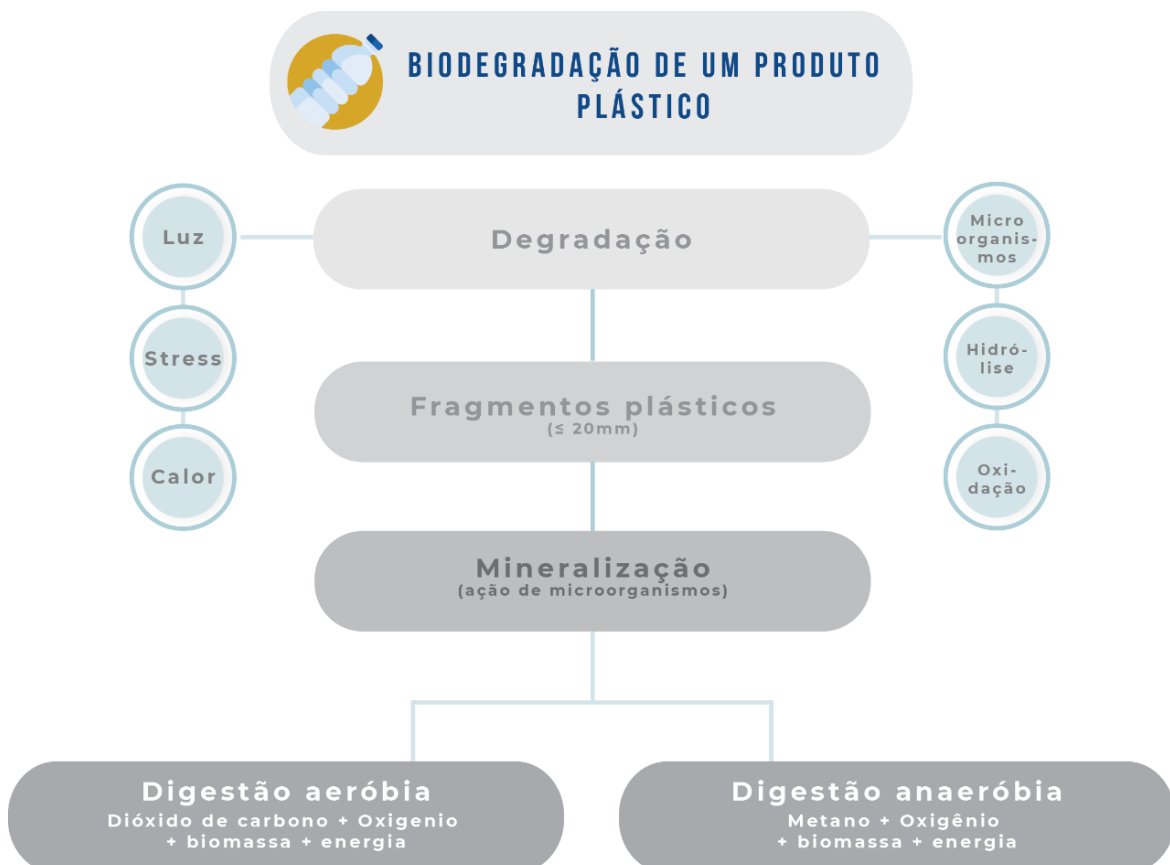 BIODEGRADAÇÃO DE UM PRODUTO
PLÁSTICO
Luz
Degradação
Micro
organis-
mos
Stress
Hidró-
lise
Fragmentos plásticos
(≤ 20mm)
Calor
Oxi-
dação
Mineralização
(ação de microorganismos)
Digestão aeróbia
Dióxido de carbono + Oxigenio
+ biomassa + energia
Digestão anaeróbia
Metano + Oxigênio
+ biomassa + energia